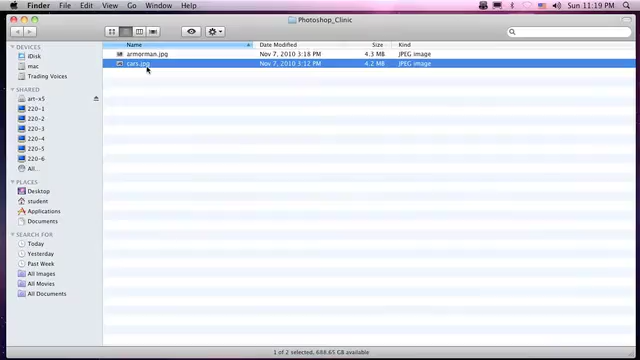 Finder File Edit View Go Window Help Sun 11:19 PM
Photoshop_Clinic
Name Date Modified Size Kind
armorman.jpg Nov 7, 2010 3:18 PM 4.3 MB JPEG image
cars.jpg Nov 7, 2010 3:12 PM 4.2 MB JPEG image
DEVICES
iDisk
mac
Trading Voices
SHARED
art-x5
220-1
220-2
220-3
220-4
220-5
220-6
All...
PLACES
Desktop
student
Applications
Documents
SEARCH FOR
Today
Yesterday
Past Week
All Images
All Movies
All Documents
1 of 2 selected, 688.65 GB available